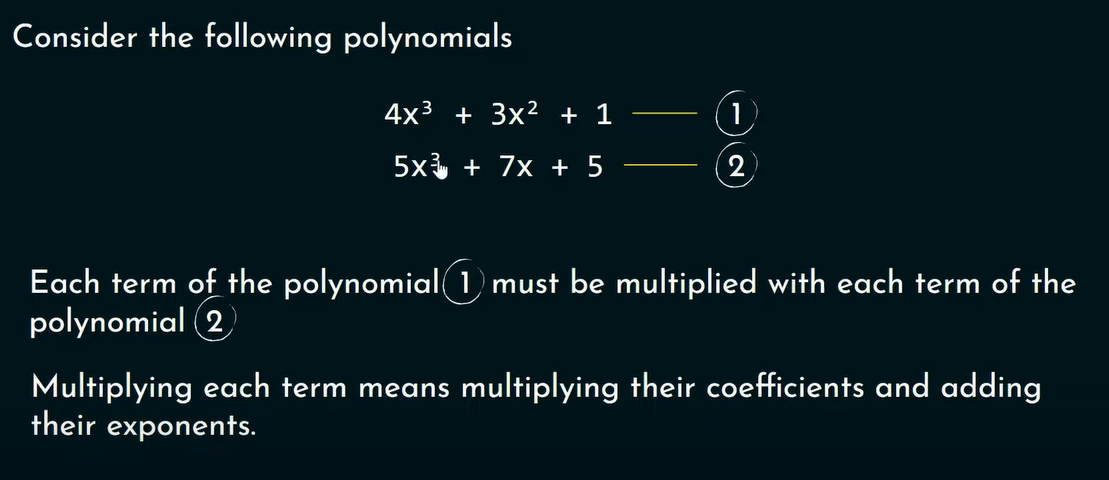 Consider the following polynomials
4x³ + 3x² + 1 —— 1
5x³ + 7x + 5 —— 2
Each term of the polynomial 1 must be multiplied with each term of the
polynomial 2
Multiplying each term means multiplying their coefficients and adding
their exponents.